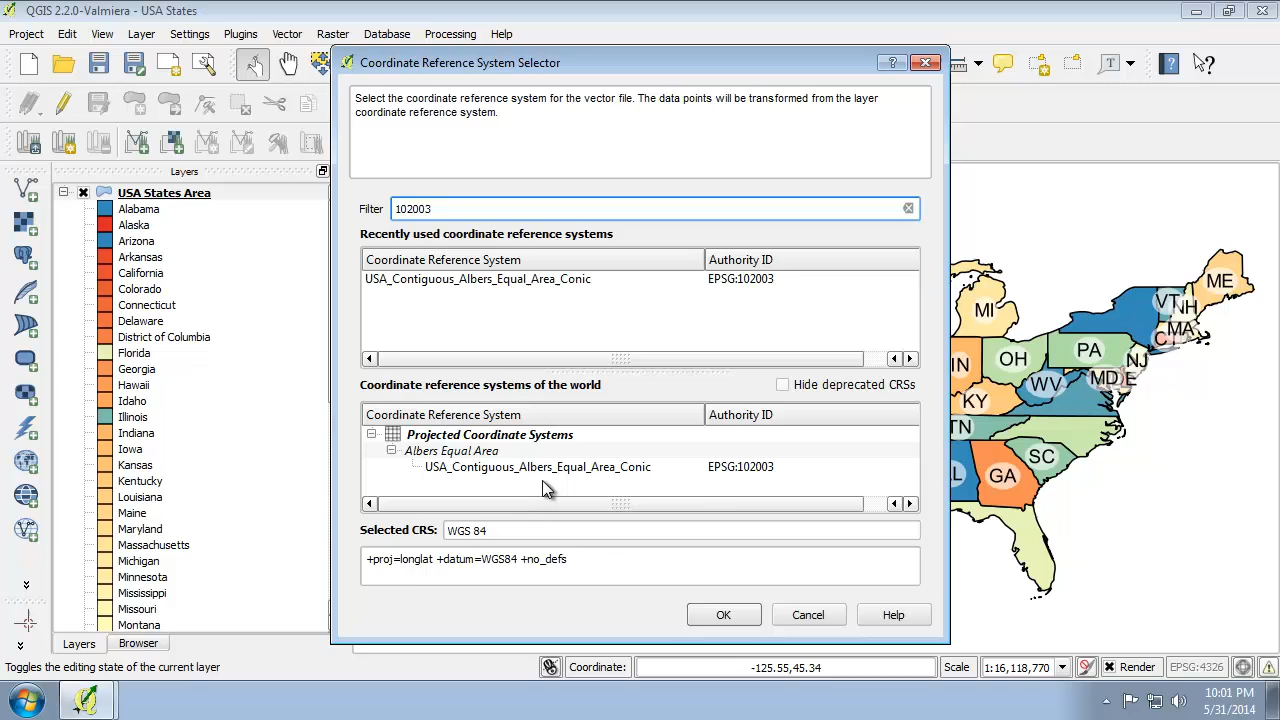 QGIS 2.2.0-Valmiera - USA States
Project Edit View Layer Settings Plugins Vector Raster Database Processing Help
Coordinate Reference System Selector
Select the coordinate reference system for the vector file. The data points will be transformed from the layer
coordinate reference system.
Filter 102003
Recently used coordinate reference systems
Coordinate Reference System Authority ID
USA_Contiguous_Albers_Equal_Area_Conic EPSG:102003
Coordinate reference systems of the world Hide deprecated CRSs
Coordinate Reference System Authority ID
Projected Coordinate Systems
Albers Equal Area
USA_Contiguous_Albers_Equal_Area_Conic EPSG:102003
Selected CRS: WGS 84
+proj=longlat +datum=WGS84 +no_defs
OK Cancel Help
Layers
USA States Area
Alabama
Alaska
Arizona
Arkansas
California
Colorado
Connecticut
Delaware
District of Columbia
Florida
Georgia
Hawaii
Idaho
Illinois
Indiana
Iowa
Kansas
Kentucky
Louisiana
Maine
Maryland
Massachusetts
Michigan
Minnesota
Mississippi
Missouri
Montana
Layers Browser
ME
VT NH
MI
MA
PA
OH
NJ
IN
MD
WV
KY
TN
SC
GA
Toggles the editing state of the current layer
Coordinate: -125.55,45.34 Scale 1:16,118,770 Render EPSG:4326
10:01 PM
5/31/2014